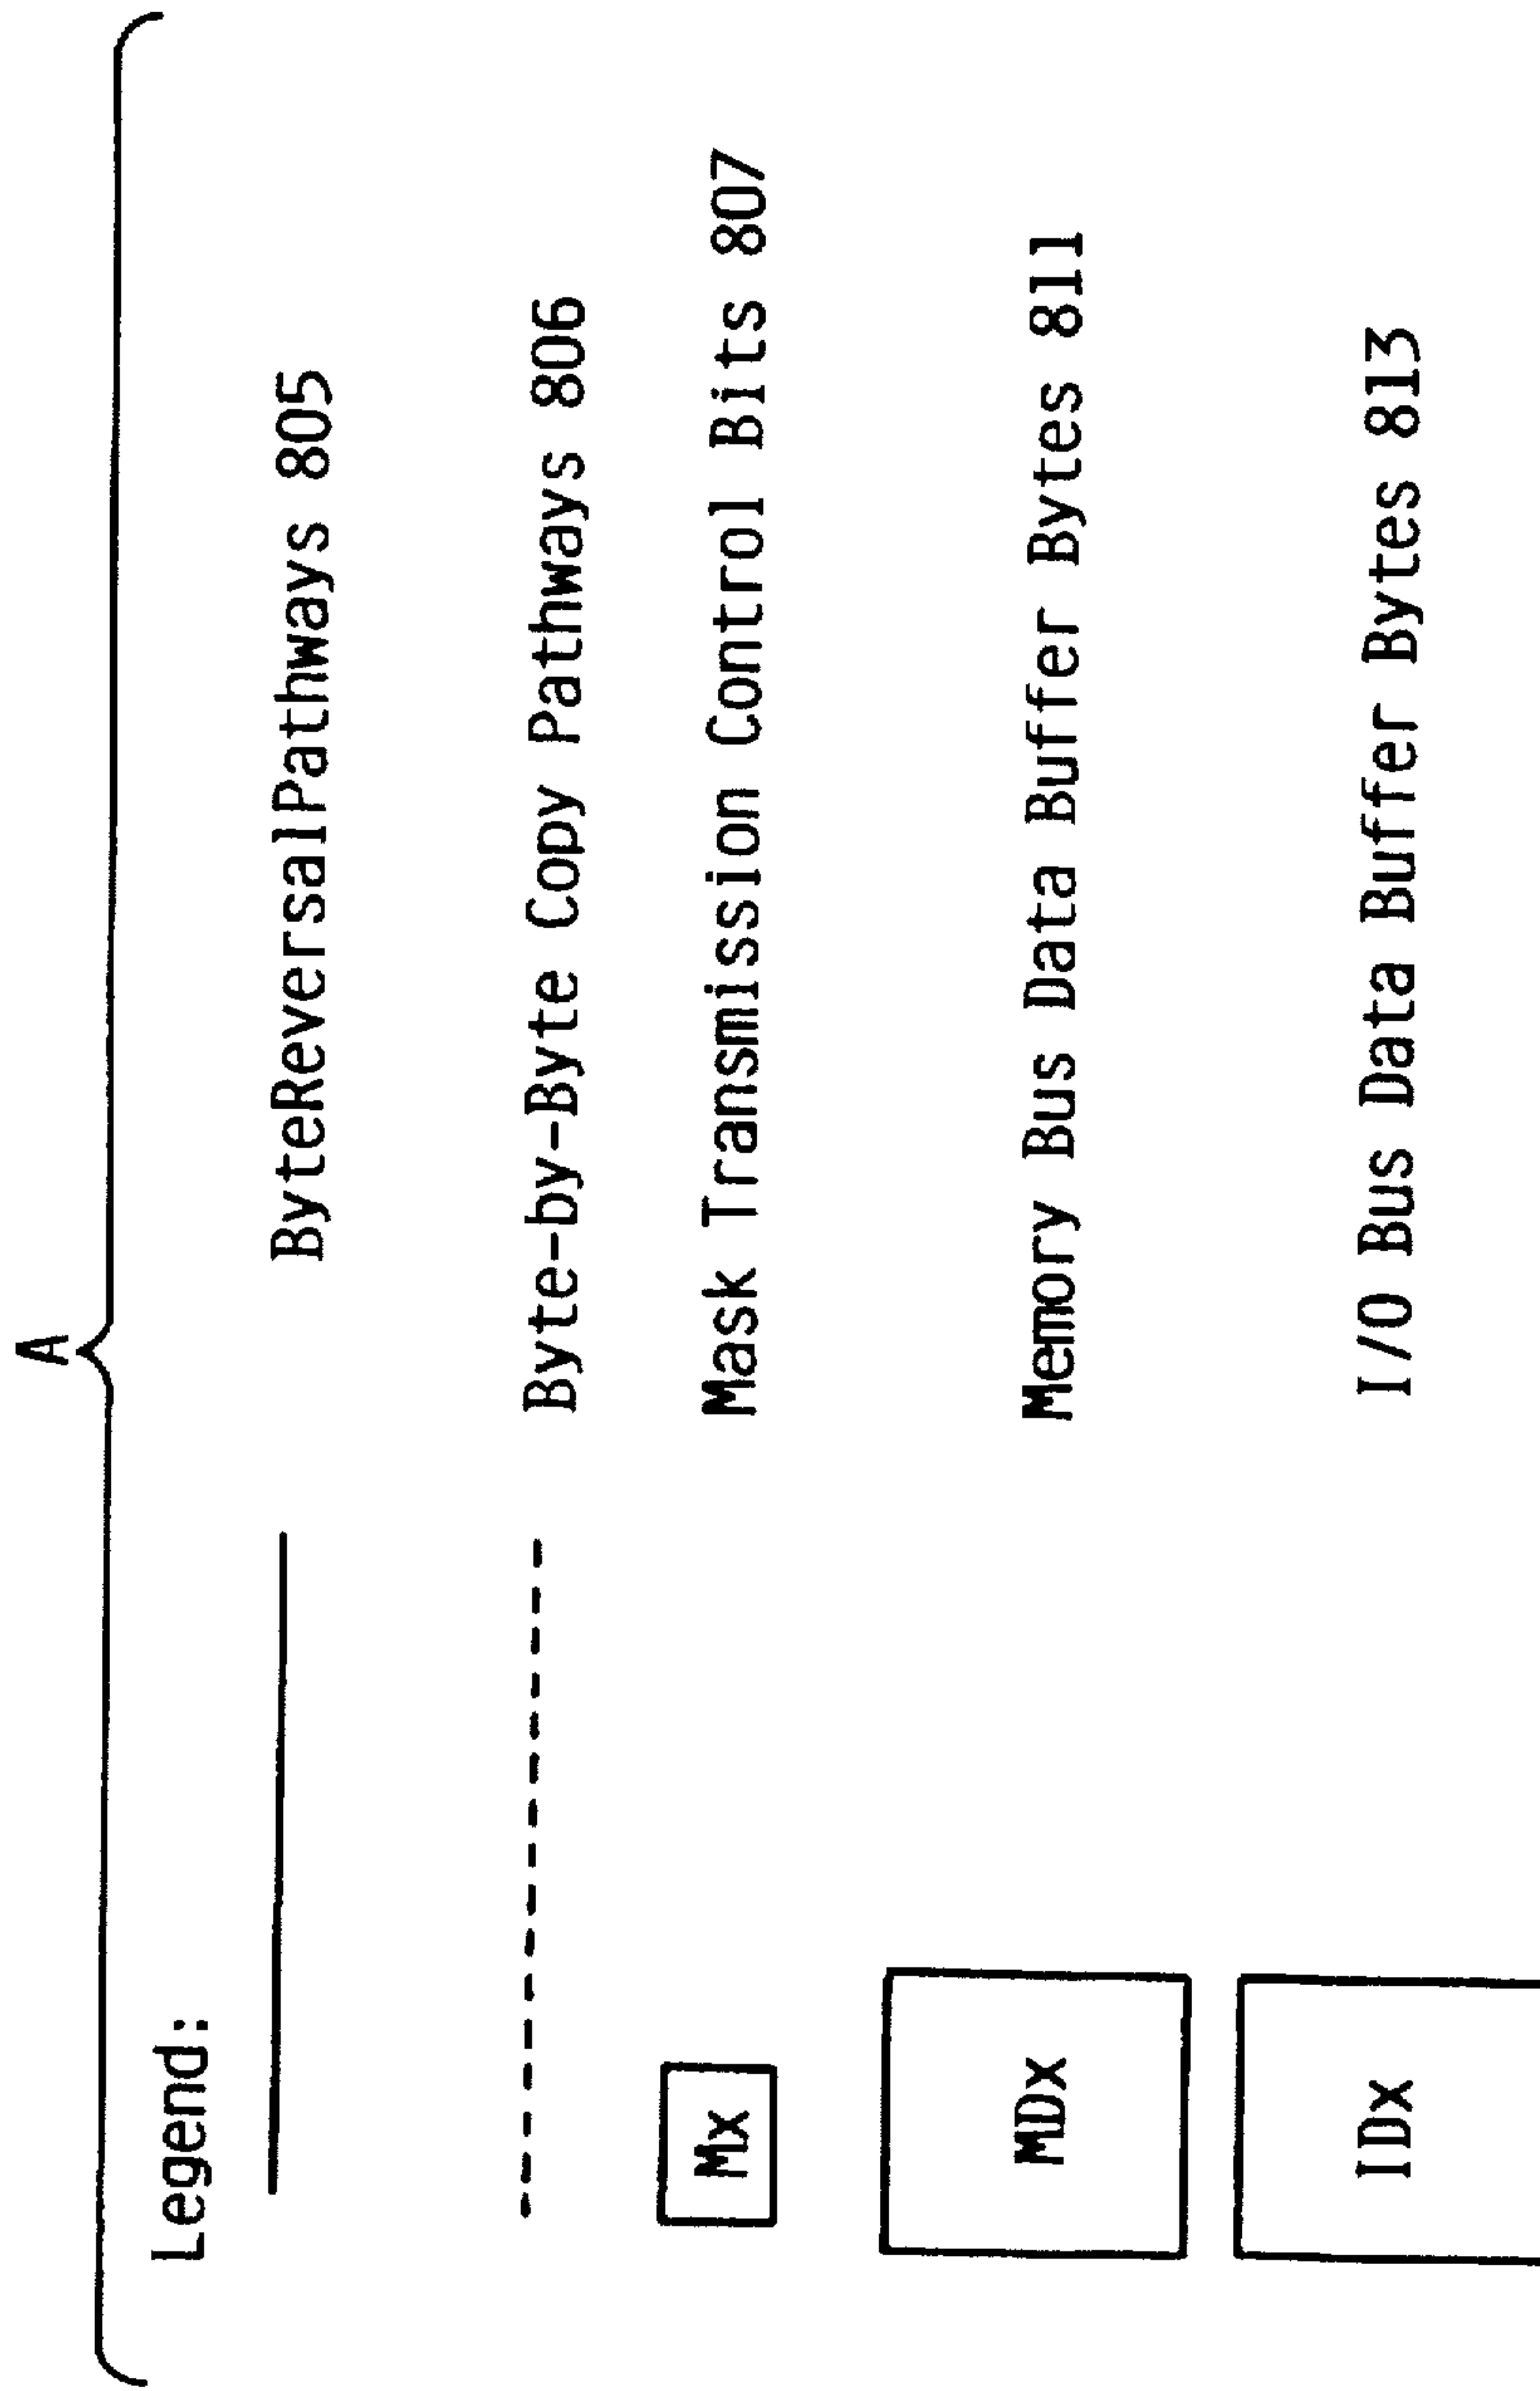 A
Legend:
ByteReversalPathways 805
Byte-by-Byte Copy Pathways 806
Mx Mask Transmission Control Bits 807
MDx Memory Bus Data Buffer Bytes 811
IDx I/O Bus Data Buffer Bytes 813